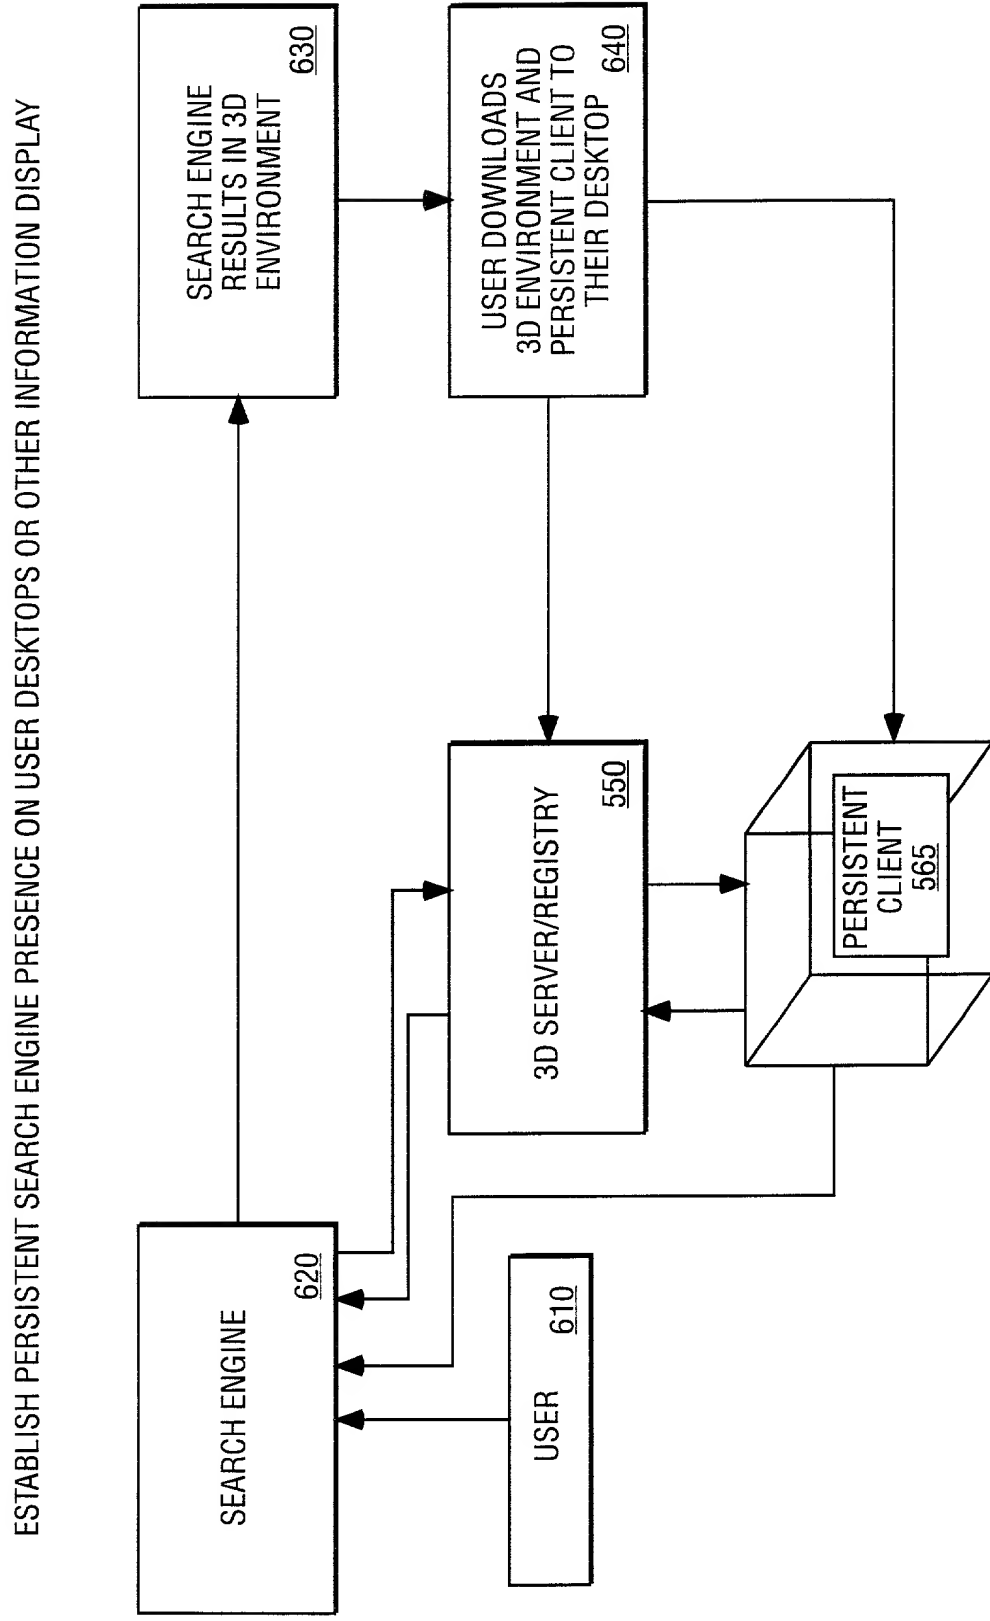 ESTABLISH PERSISTENT SEARCH ENGINE PRESENCE ON USER DESKTOPS OR OTHER INFORMATION DISPLAY
SEARCH ENGINE
620
SEARCH ENGINE
RESULTS IN 3D
ENVIRONMENT
630
USER
610
3D SERVER/REGISTRY
550
USER DOWNLOADS
3D ENVIRONMENT AND
PERSISTENT CLIENT TO
THEIR DESKTOP
640
PERSISTENT
CLIENT
565